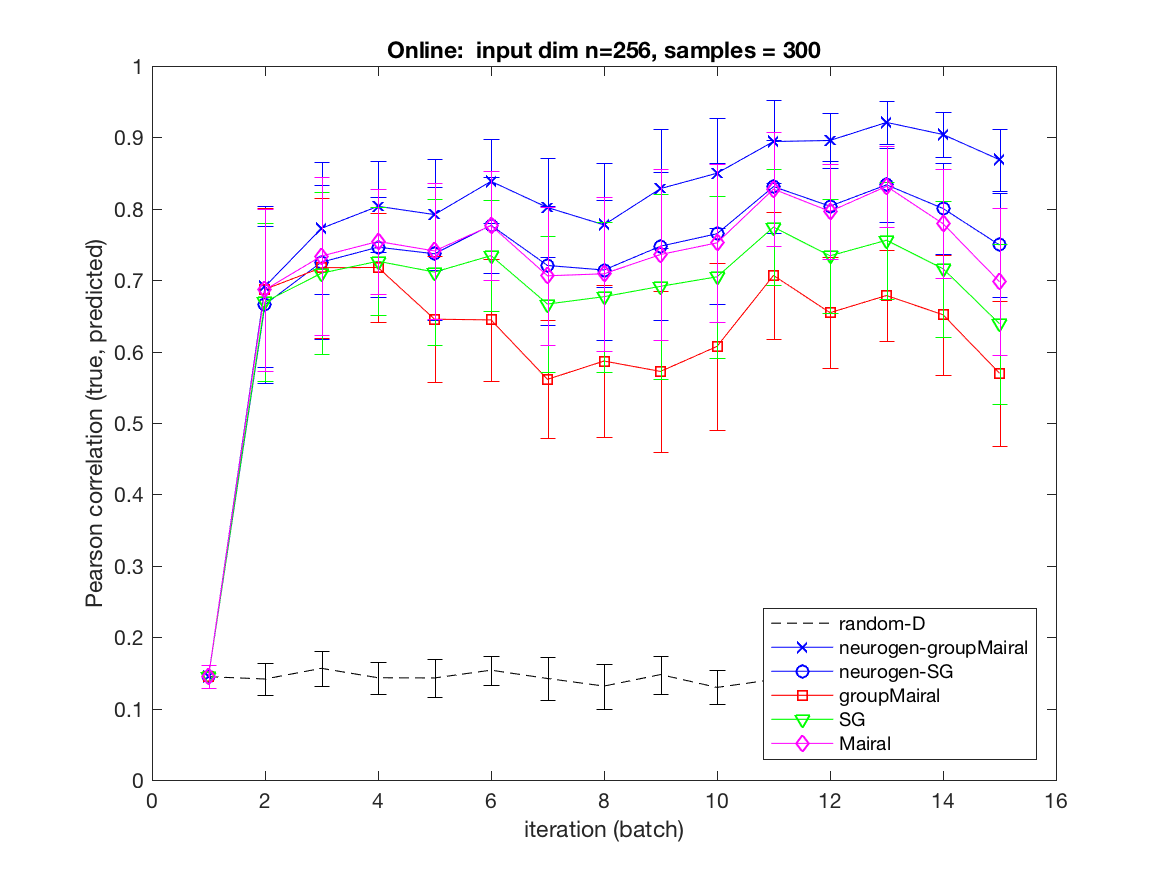 Online:  input dim n=256, samples = 300
Pearson correlation (true, predicted)
1
0.9
0.8
0.7
0.6
0.5
0.4
0.3
0.2
0.1
0
0 2 4 6 8 10 12 14 16
iteration (batch)
random-D
neurogen-groupMairal
neurogen-SG
groupMairal
SG
Mairal